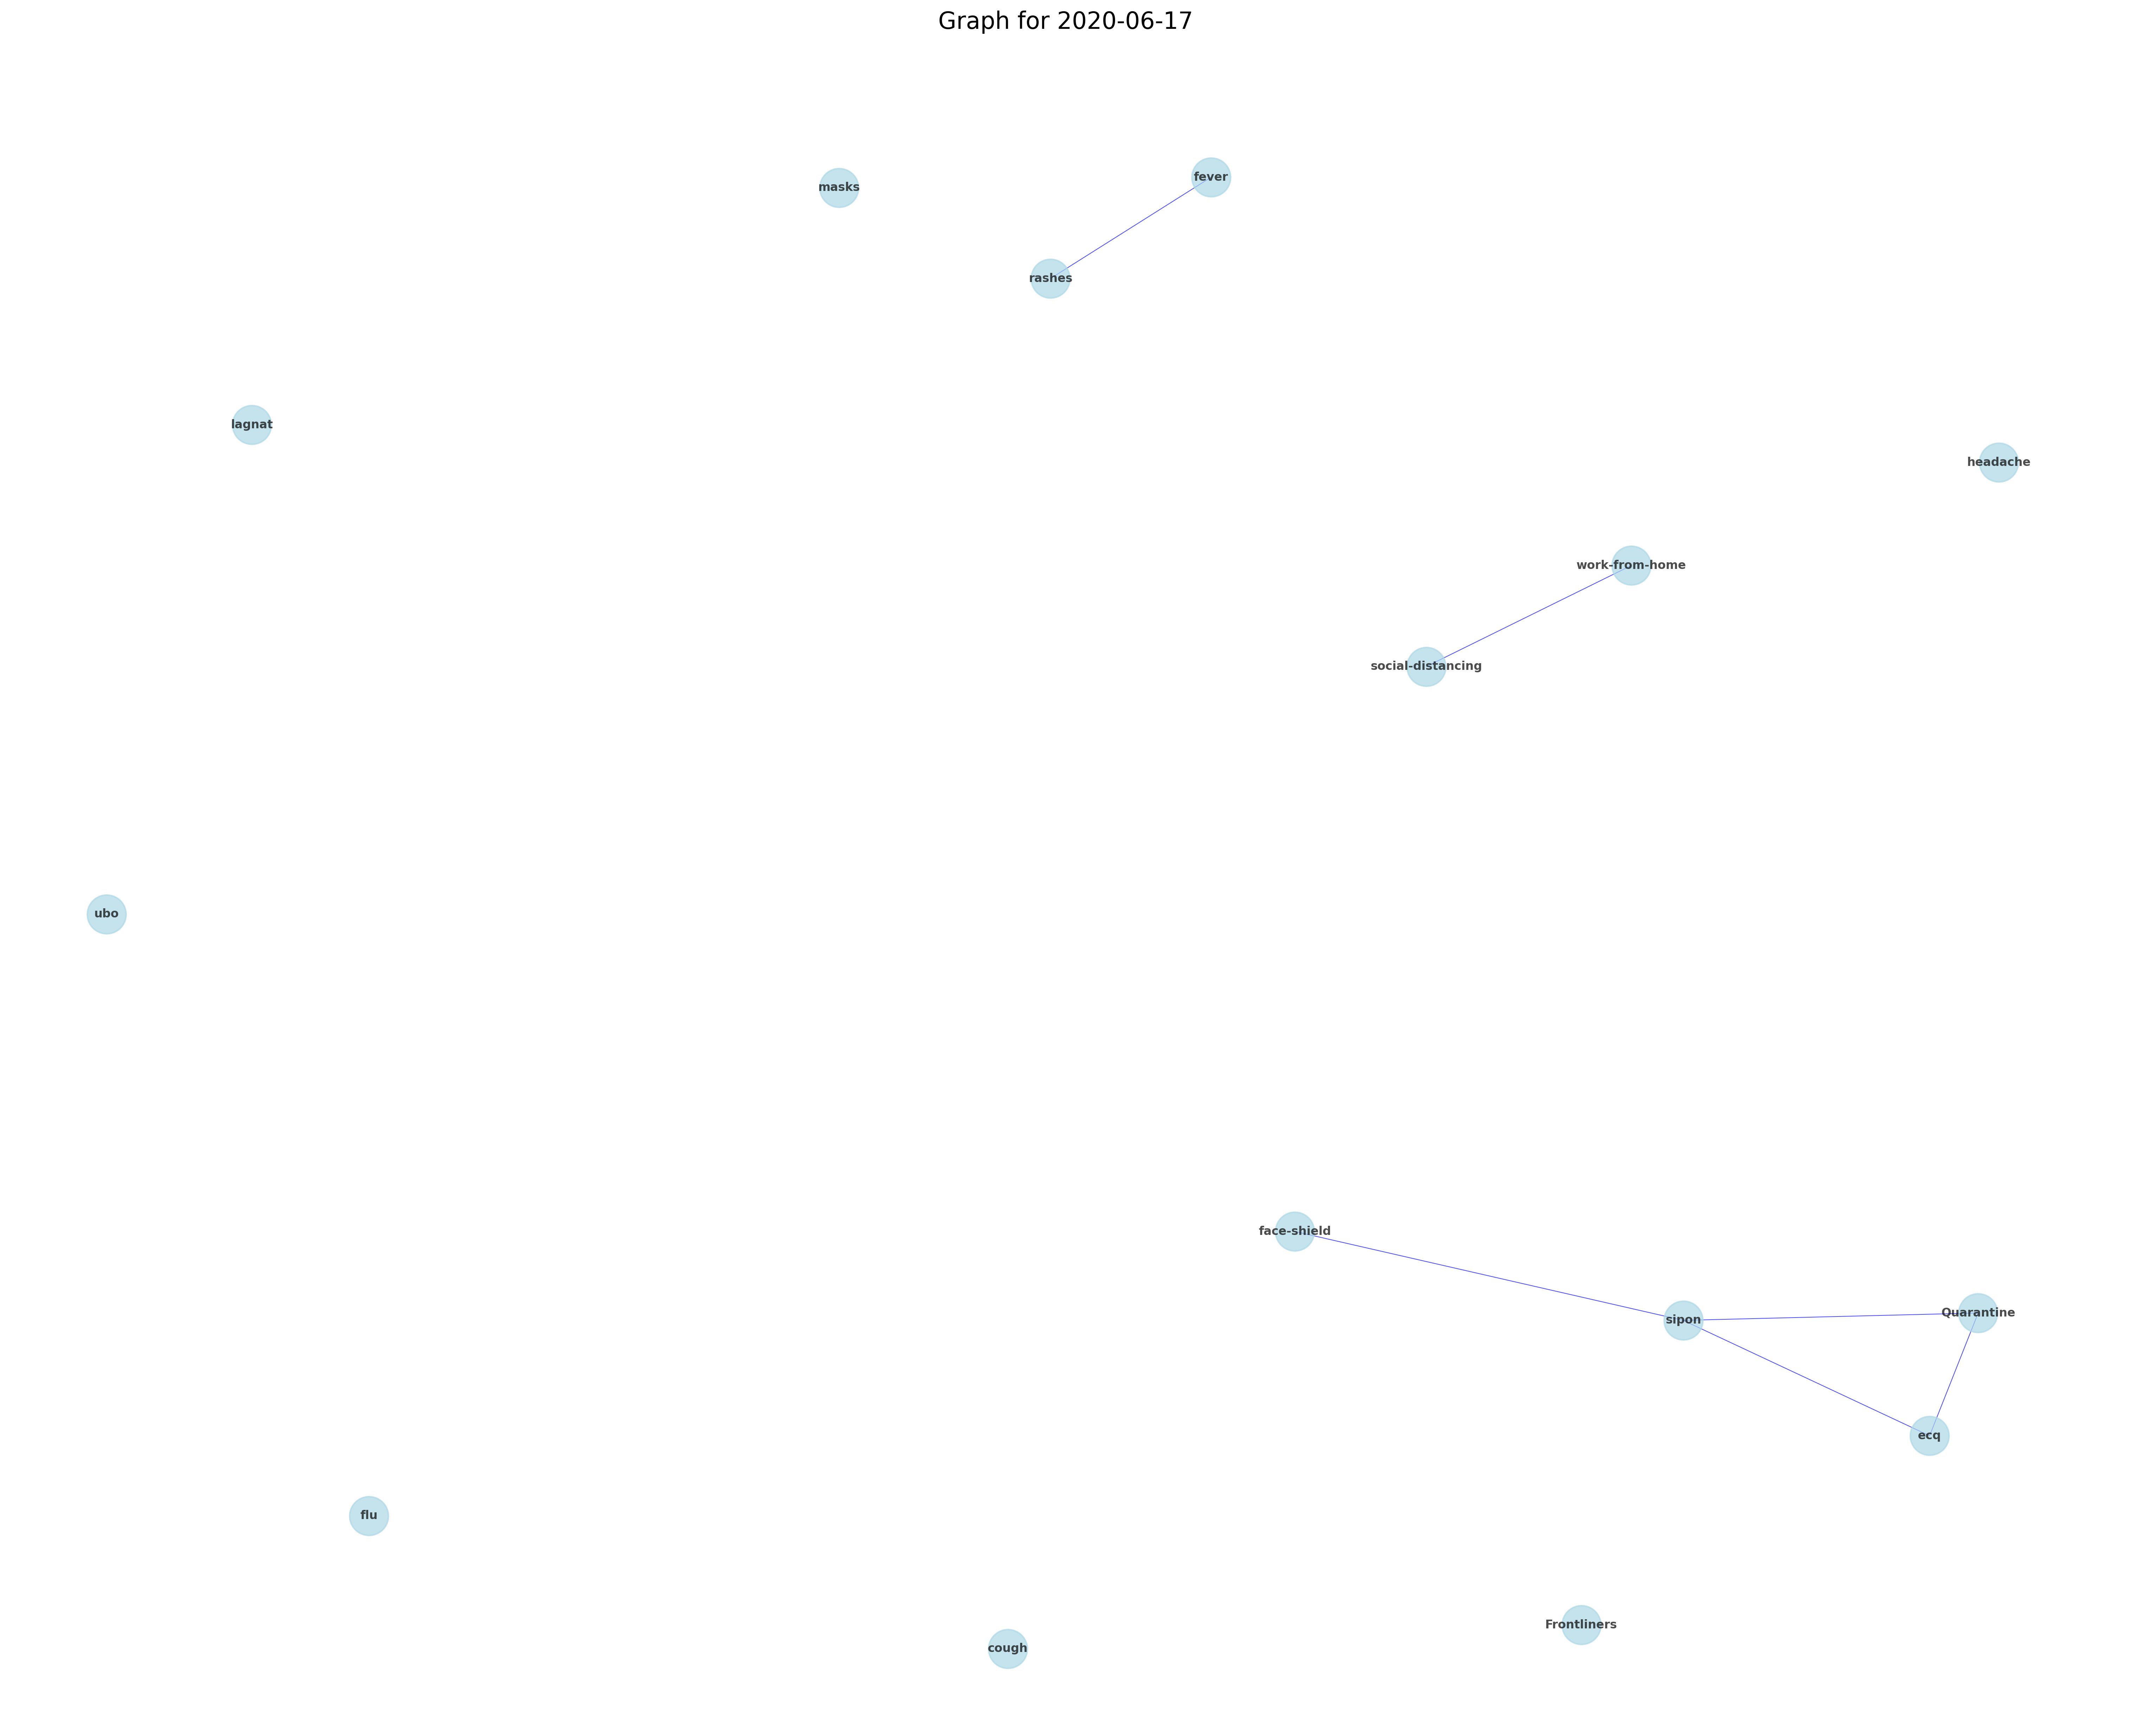 Graph for 2020-06-17
fever
masks
rashes
lagnat
headache
work-from-home
social-distancing
ubo
face-shield
Quarantine
sipon
ecq
flu
Frontliners
cough